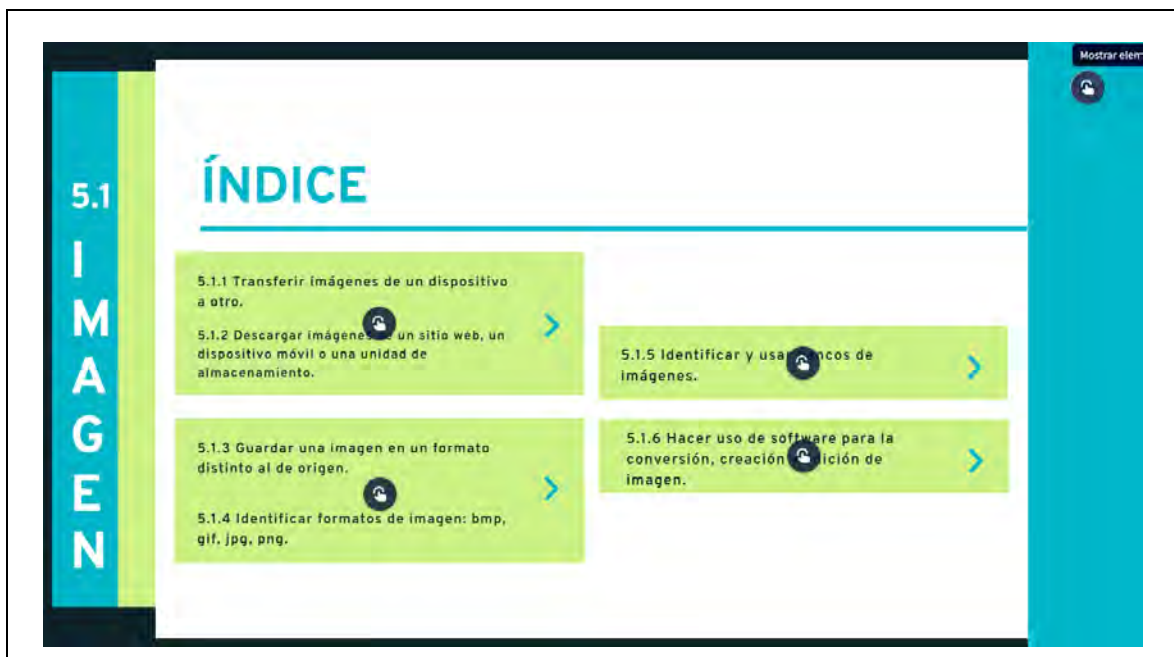 Mostrar elem
5.1
IMAGEN
ÍNDICE
5.1.1 Transferir imágenes de un dispositivo
a otro.
5.1.2 Descargar imágenes un sitio web, un
dispositivo móvil o una unidad de
almacenamiento.
5.1.3 Guardar una imagen en un formato
distinto al de origen.
5.1.4 Identificar formatos de imagen: bmp,
gif, jpg, png.
5.1.5 Identificar y usar de
imágenes.
5.1.6 Hacer uso de software para la
conversión, creación de
imagen.